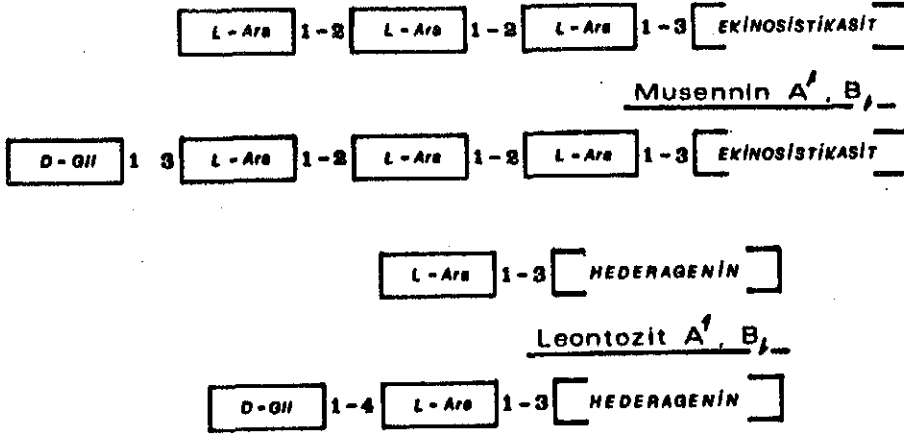 L - Ara 1-2 L - Ara 1-2 L - Ara 1-3 EKİNOSİSTİKASİT
Musennin A, B,
D - Gli 1 3 L - Ara 1-2 L - Ara 1-2 L - Ara 1-3 EKİNOSİSTİKASİT
L - Ara 1-3 HEDERAGENİN
Leontozit A, B,
D - Gli 1-4 L - Ara 1-3 HEDERAGENİN